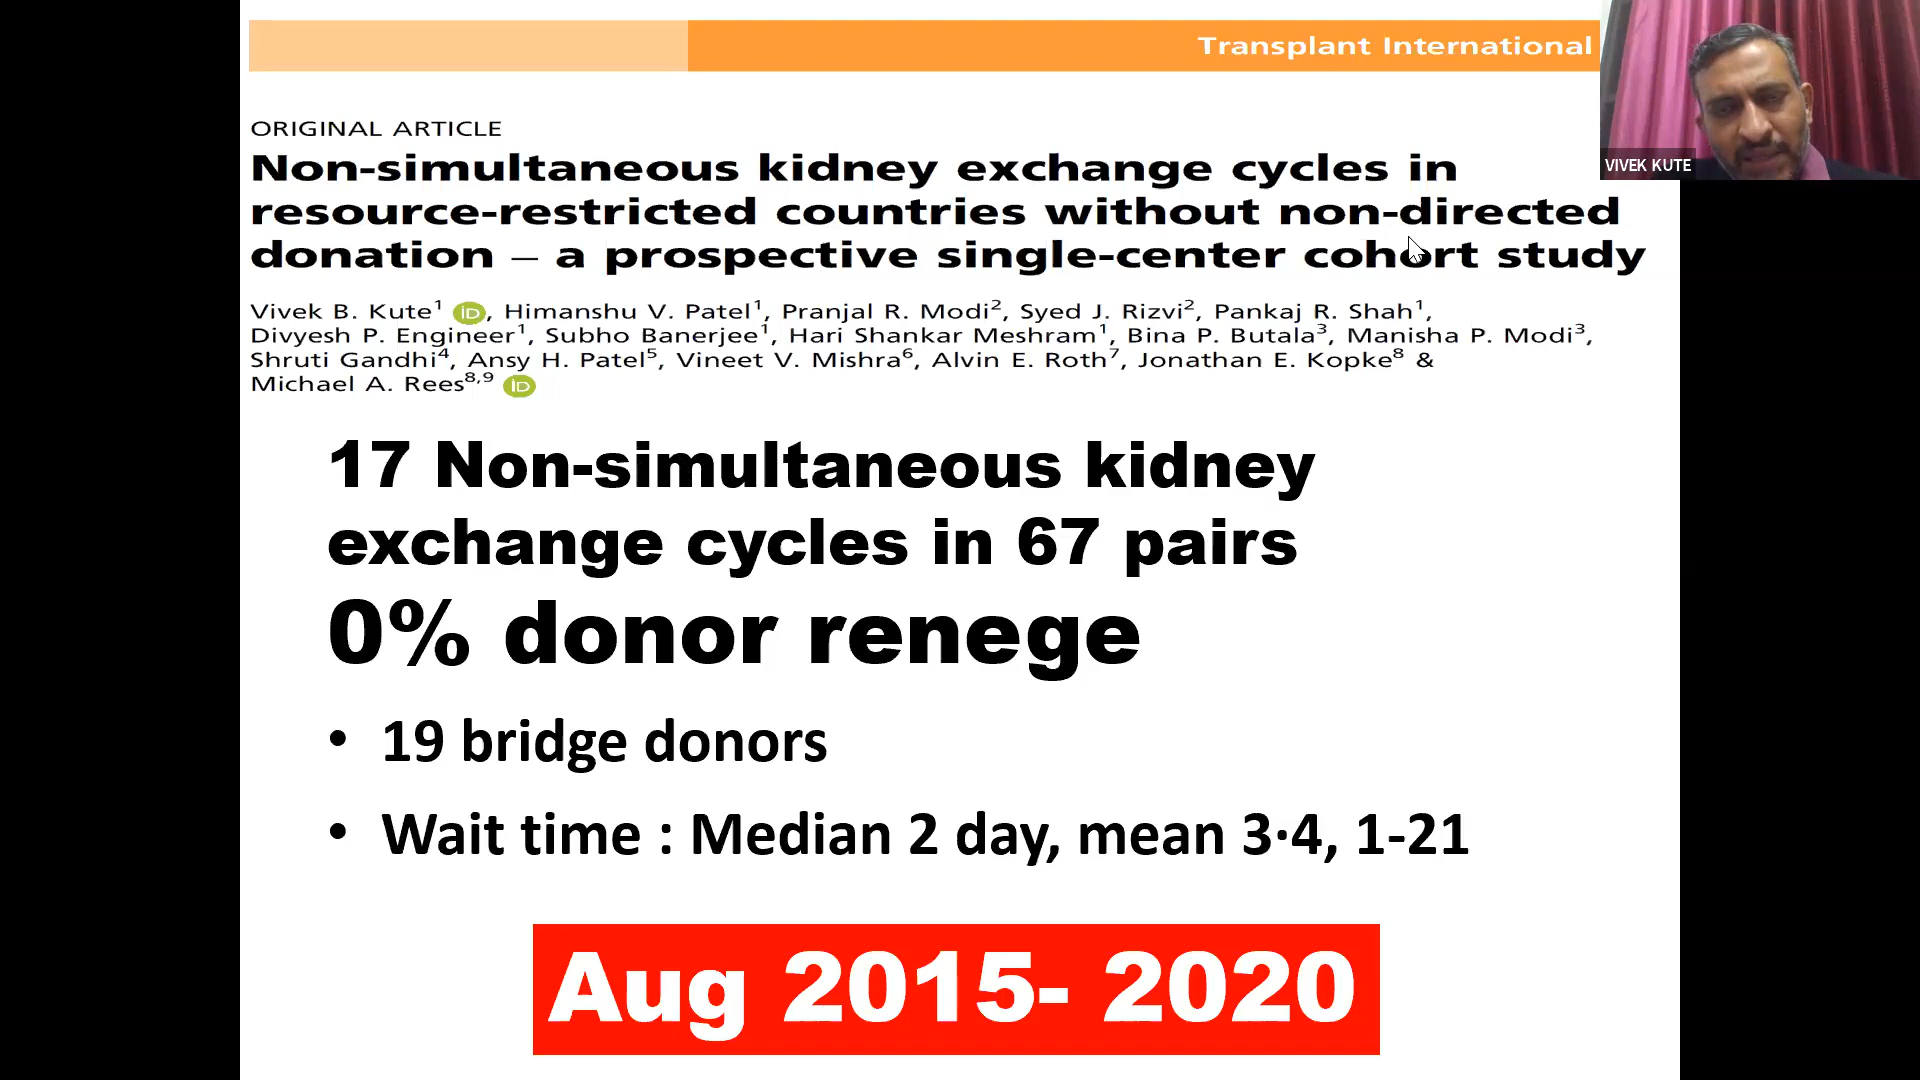 Transplant International
VIVEK KUTE
ORIGINAL ARTICLE
Non-simultaneous kidney exchange cycles in
resource-restricted countries without non-directed
donation – a prospective single-center cohort study
Vivek B. Kute¹ iD, Himanshu V. Patel¹, Pranjal R. Modi², Syed J. Rizvi², Pankaj R. Shah¹,
Divyesh P. Engineer¹, Subho Banerjee¹, Hari Shankar Meshram¹, Bina P. Butala³, Manisha P. Modi³,
Shruti Gandhi⁴, Ansy H. Patel⁵, Vineet V. Mishra⁶, Alvin E. Roth⁷, Jonathan E. Kopke⁸ &
Michael A. Rees⁸,⁹ iD
17 Non-simultaneous kidney
exchange cycles in 67 pairs
0% donor renege
• 19 bridge donors
• Wait time : Median 2 day, mean 3·4, 1-21
Aug 2015- 2020